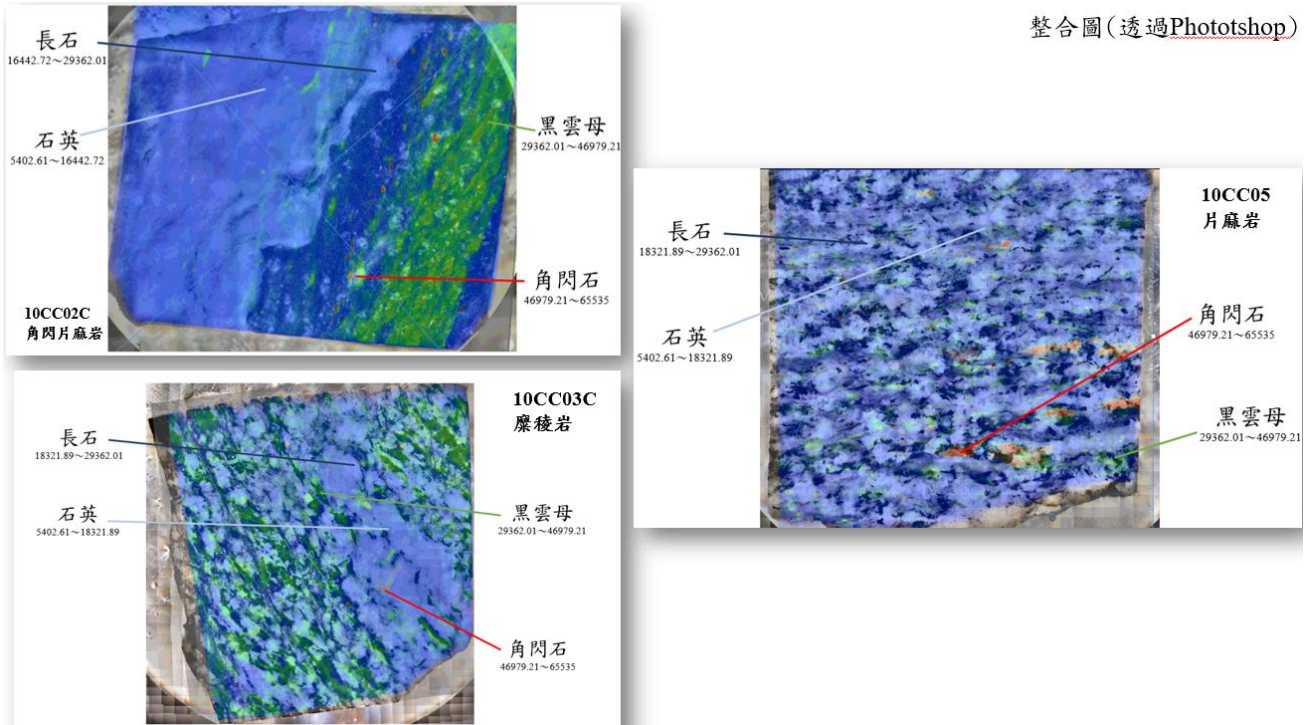 整合圖(透過Phototshop)
長石
16442.72～29362.01
石英
5402.61～16442.72
黑雲母
29362.01～46979.21
角閃石
46979.21～65535
10CC02C
角閃片麻岩
10CC03C
糜稜岩
長石
18321.89～29362.01
石英
5402.61～18321.89
黑雲母
29362.01～46979.21
角閃石
46979.21～65535
10CC05
片麻岩
長石
18321.89～29362.01
石英
5402.61～18321.89
角閃石
46979.21～65535
黑雲母
29362.01～46979.21